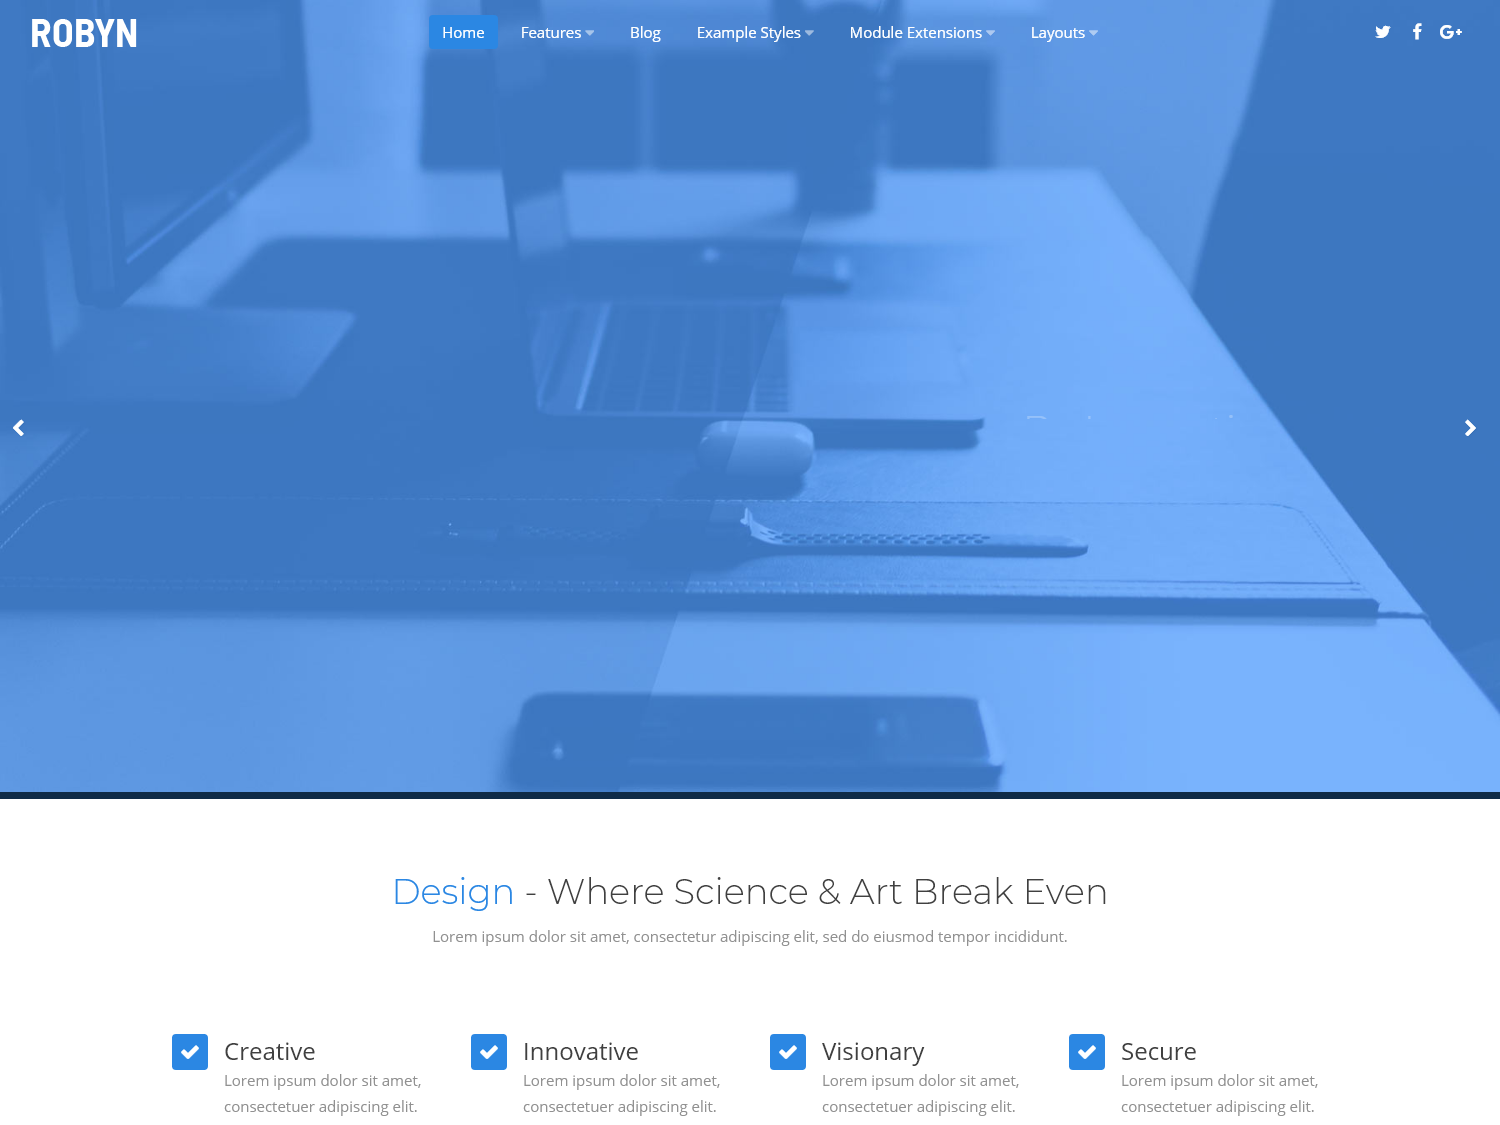 ROBYN
Home Features Blog Example Styles Module Extensions Layouts
Design - Where Science & Art Break Even
Lorem ipsum dolor sit amet, consectetur adipiscing elit, sed do eiusmod tempor incididunt.
Creative
Lorem ipsum dolor sit amet,
consectetuer adipiscing elit.
Innovative
Lorem ipsum dolor sit amet,
consectetuer adipiscing elit.
Visionary
Lorem ipsum dolor sit amet,
consectetuer adipiscing elit.
Secure
Lorem ipsum dolor sit amet,
consectetuer adipiscing elit.